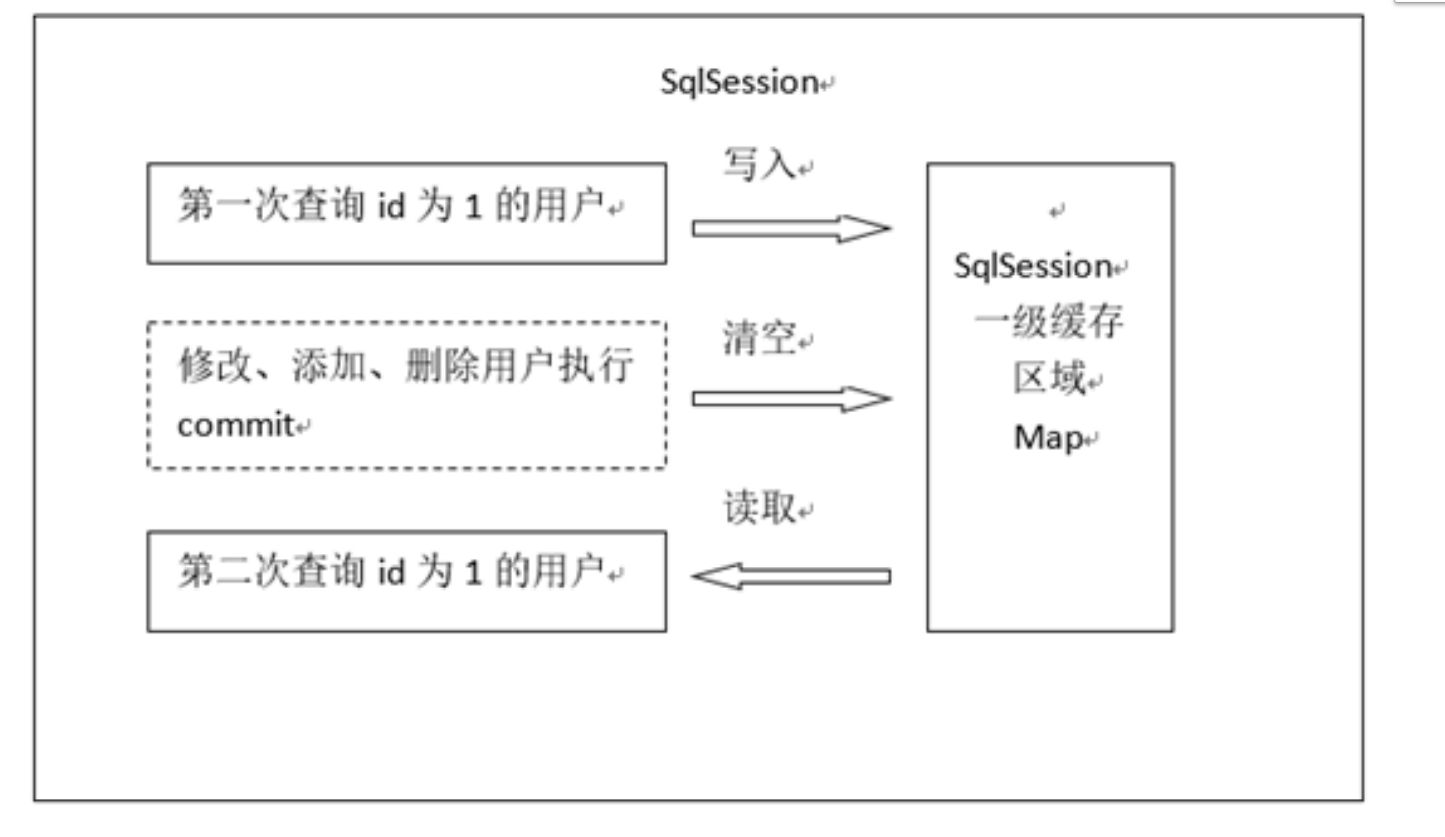 SqlSession
写入
第一次查询 id 为 1 的用户
SqlSession
一级缓存
区域
Map
清空
修改、添加、删除用户执行
commit
读取
第二次查询 id 为 1 的用户